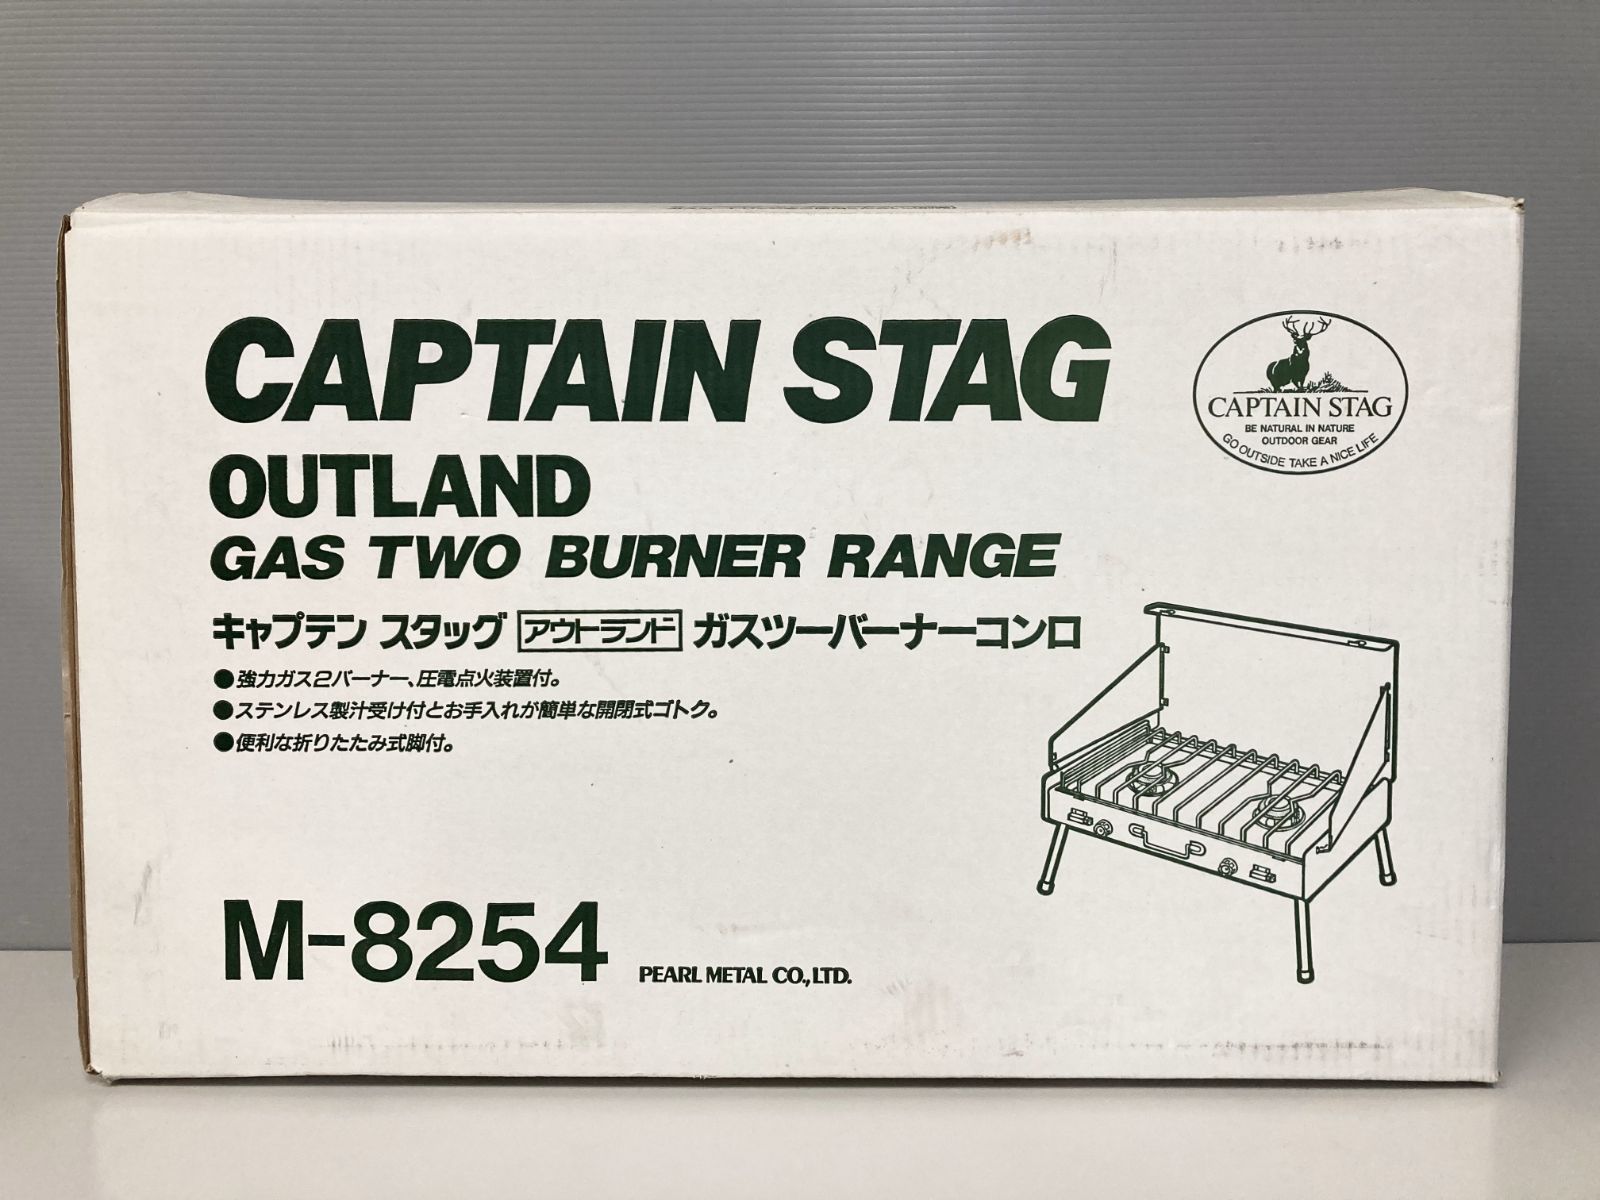 CAPTAIN STAG
OUTLAND
GAS TWO BURNER RANGE
キャプテン スタッグ アウトランド ガスツーバーナーコンロ
●強力ガス2バーナー、圧電点火装置付。
●ステンレス製汁受け付とお手入れが簡単な開閉式ゴトク。
●便利な折りたたみ式脚付。
M-8254
PEARL METAL CO.,LTD.
CAPTAIN STAG
BE NATURAL IN NATURE
OUTDOOR GEAR
GO OUTSIDE TAKE A NICE LIFE